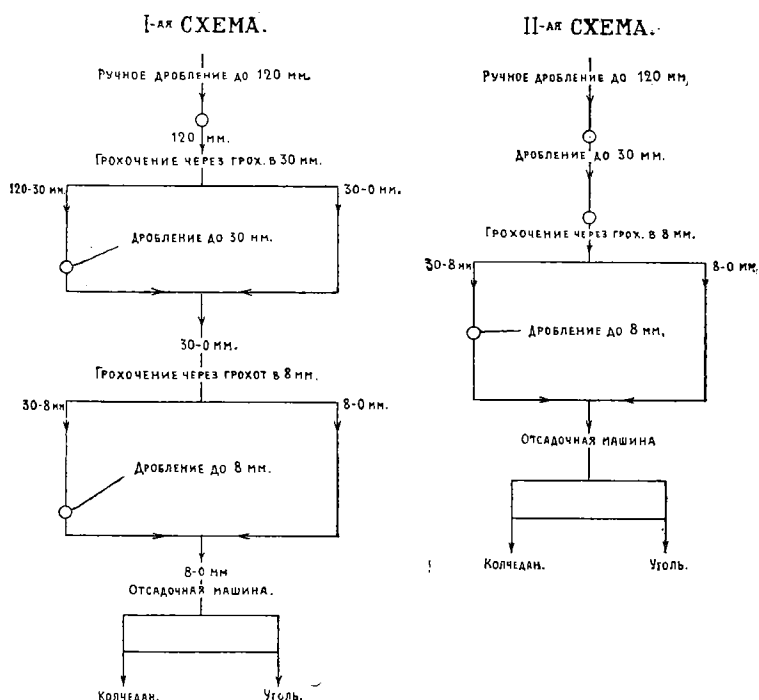 I-ая СХЕМА.
Ручное дробление до 120 мм.
120 мм.
Грохочение через грох. в 30 мм.
120-30 мм.
30-0 мм.
Дробление до 30 мм.
30-0 мм.
Грохочение через грохот в 8 мм.
30-8 мм
8-0 мм.
Дробление до 8 мм.
8-0 мм
Отсадочная машина.
Колчедан.
Уголь.
II-ая СХЕМА.
Ручное дробление до 120 мм,
Дробление до 30 мм.
Грохочение через грох. в 8 мм.
30-8 мм
8-0 мм,
Дробление до 8 мм,
Отсадочная машина
Колчедан.
Уголь.